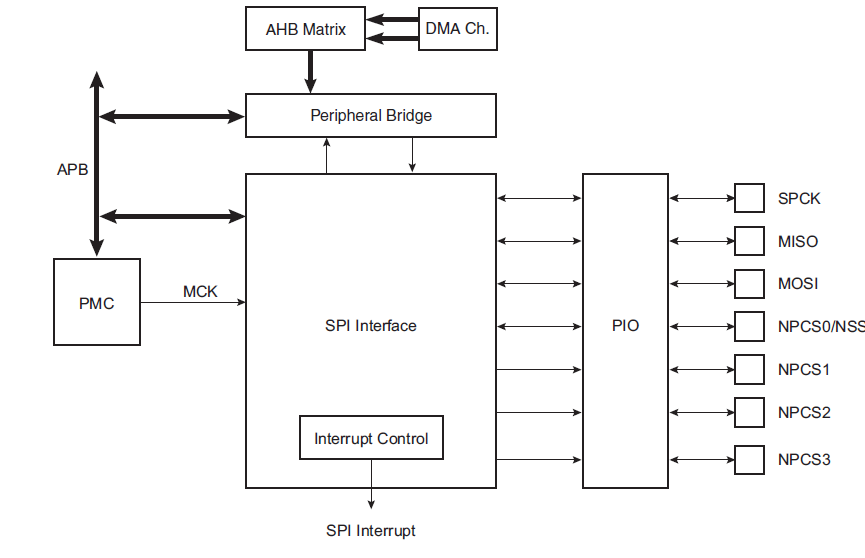 AHB Matrix
DMA Ch.
Peripheral Bridge
APB
PMC
MCK
SPI Interface
Interrupt Control
SPI Interrupt
PIO
SPCK
MISO
MOSI
NPCS0/NSS
NPCS1
NPCS2
NPCS3